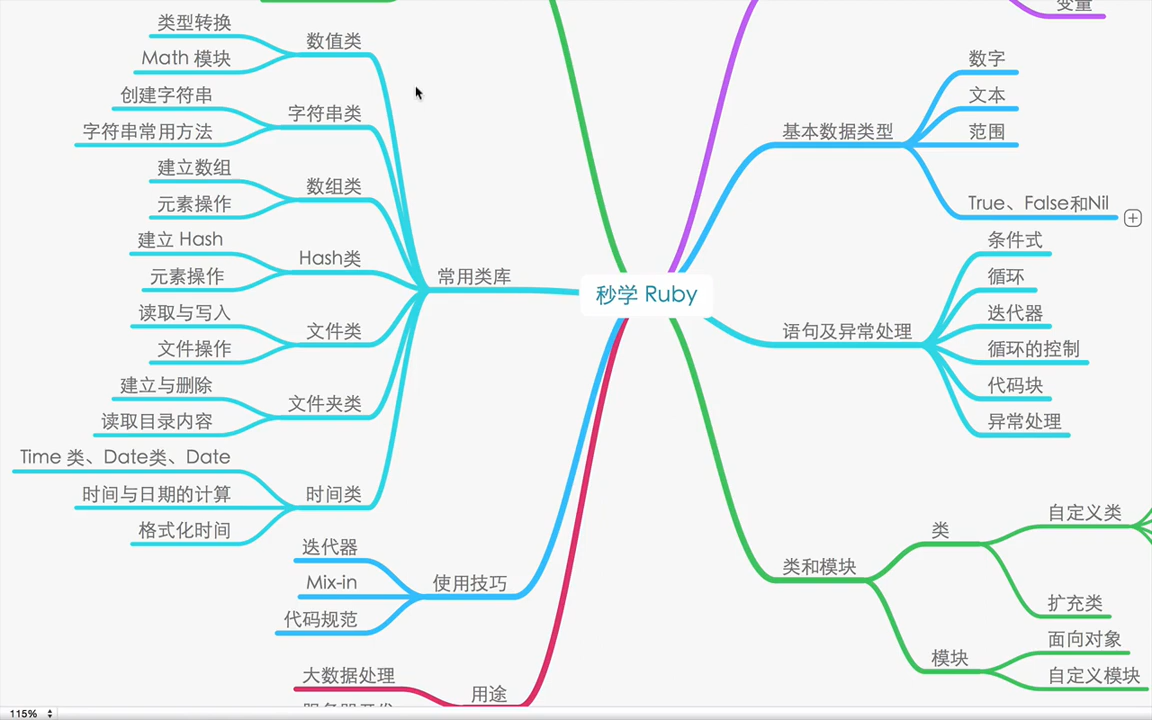 变量
类型转换
数值类
Math 模块
创建字符串
字符串类
字符串常用方法
建立数组
数组类
元素操作
建立 Hash
Hash类
元素操作
读取与写入
文件类
文件操作
建立与删除
文件夹类
读取目录内容
Time 类、Date类、Date
时间与日期的计算
时间类
格式化时间
常用类库
迭代器
Mix-in
使用技巧
代码规范
大数据处理
用途
秒学 Ruby
数字
文本
基本数据类型
范围
True、False和Nil
条件式
循环
迭代器
语句及异常处理
循环的控制
代码块
异常处理
自定义类
类
类和模块
扩充类
面向对象
模块
自定义模块
115%